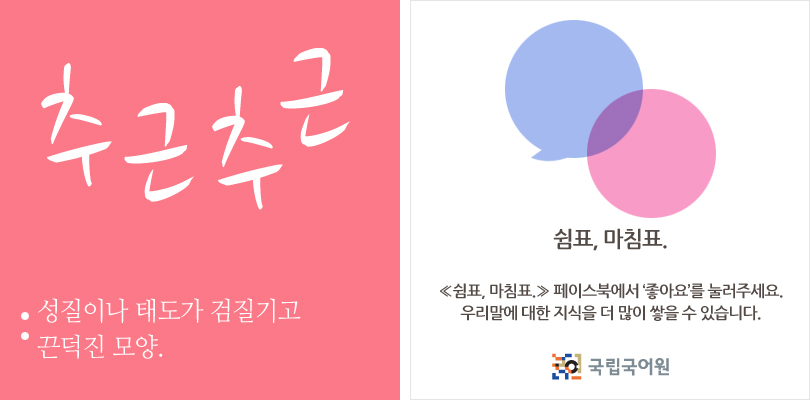 추근추근
: 성질이나 태도가 검질기고
끈덕진 모양.
쉼표, 마침표.
≪쉼표, 마침표.≫ 페이스북에서 '좋아요'를 눌러주세요.
우리말에 대한 지식을 더 많이 쌓을 수 있습니다.
국립국어원